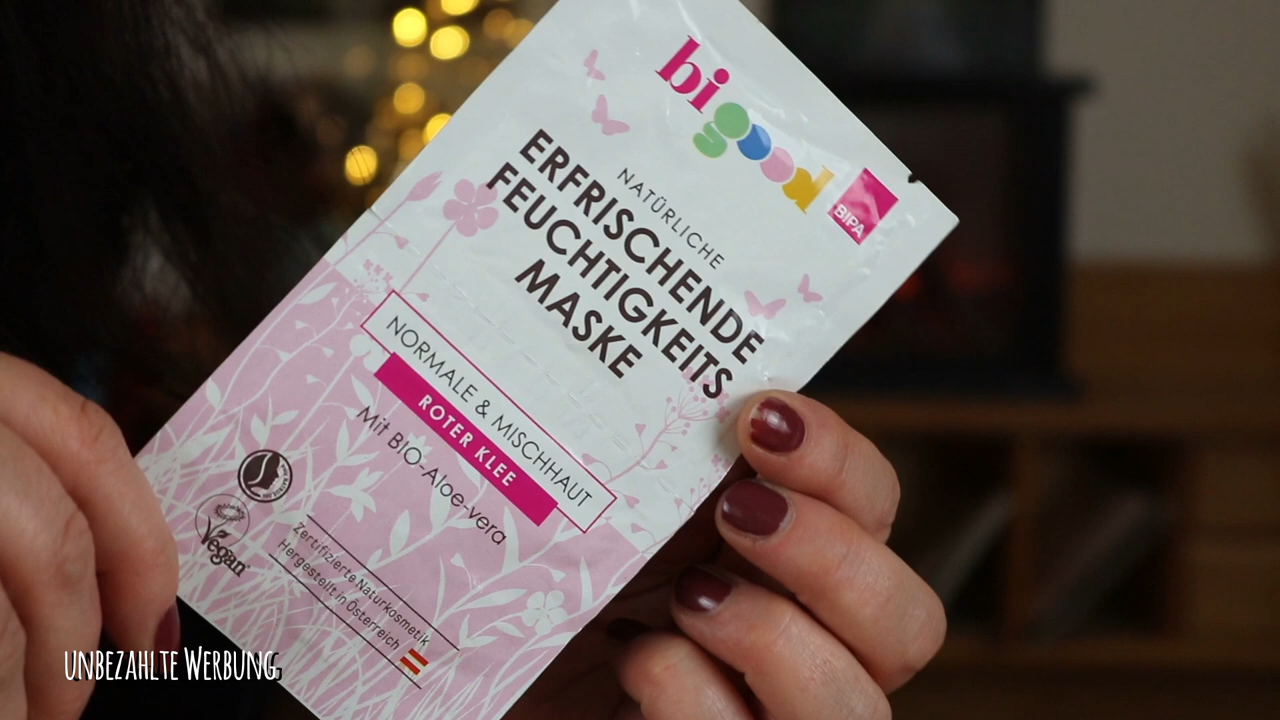 bi
good
BIPA
NATÜRLICHE
ERFRISCHENDE
FEUCHTIGKEITS
MASKE
NORMALE & MISCHHAUT
ROTER KLEE
Mit BIO-Aloe-vera
Vegan
Zertifizierte Naturkosmetik
Hergestellt in Österreich
UNBEZAHLTE WERBUNG